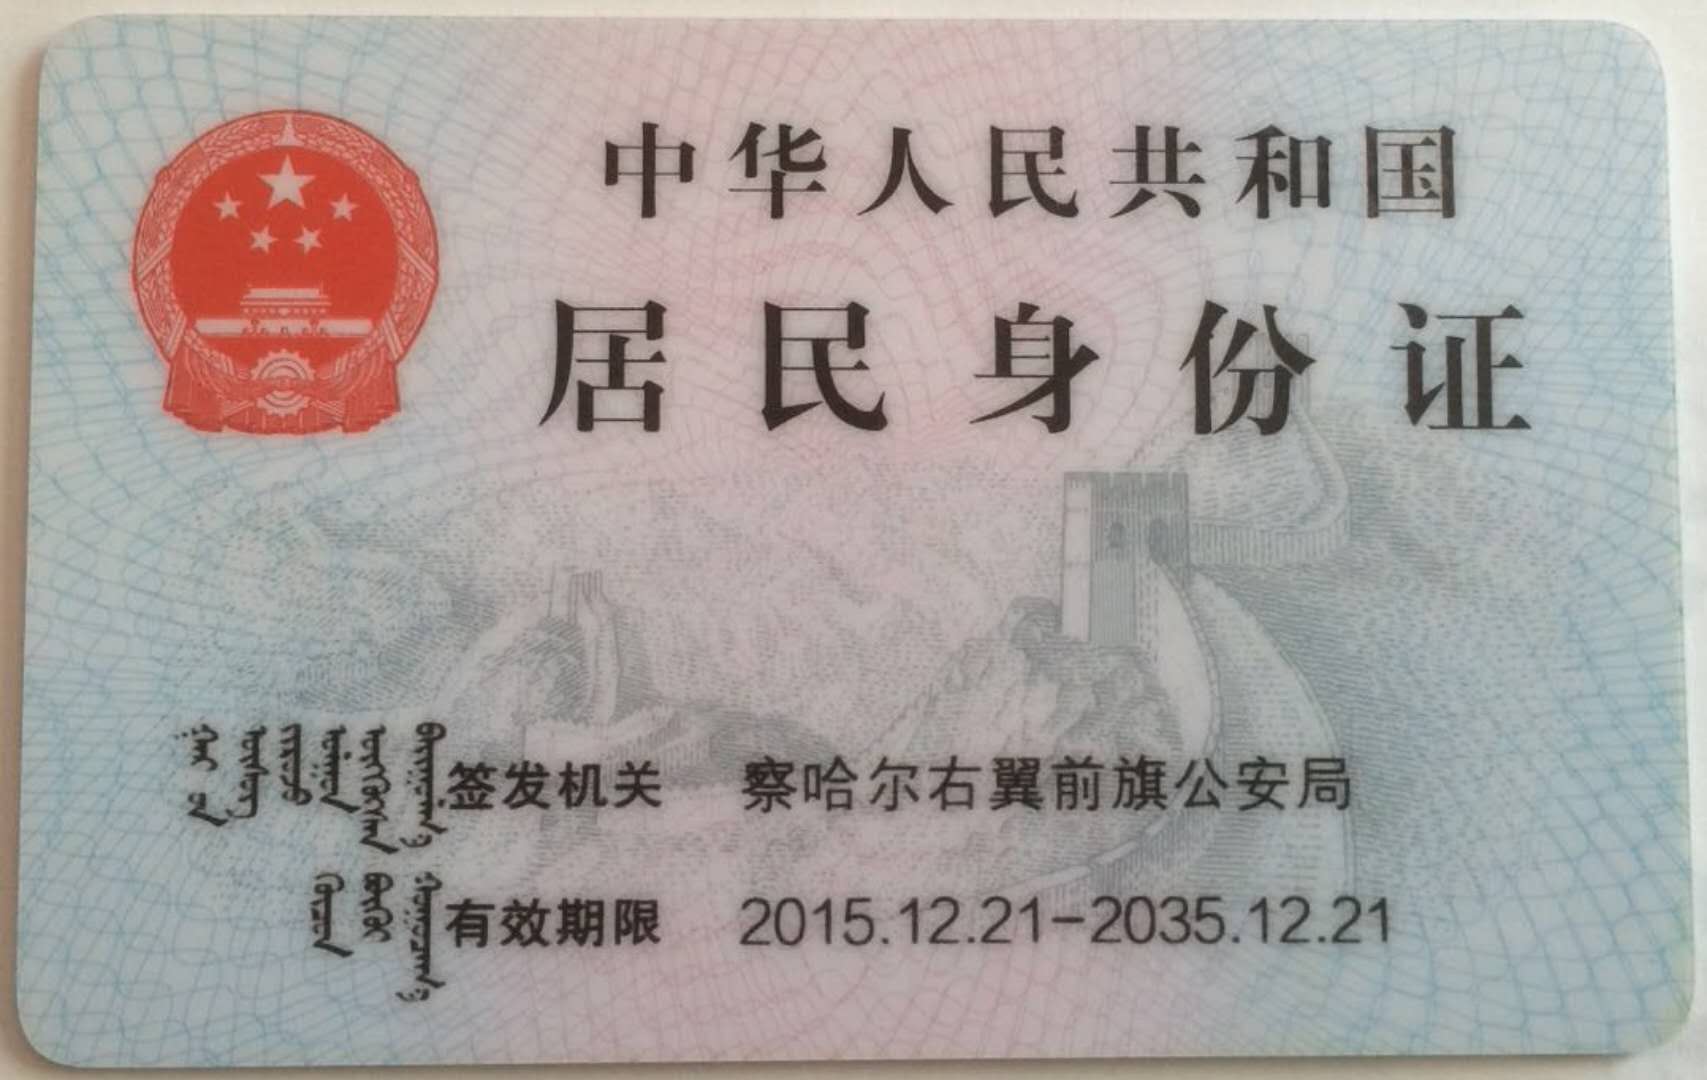 中华人民共和国
居民身份证
签发机关 察哈尔右翼前旗公安局
有效期限 2015.12.21-2035.12.21